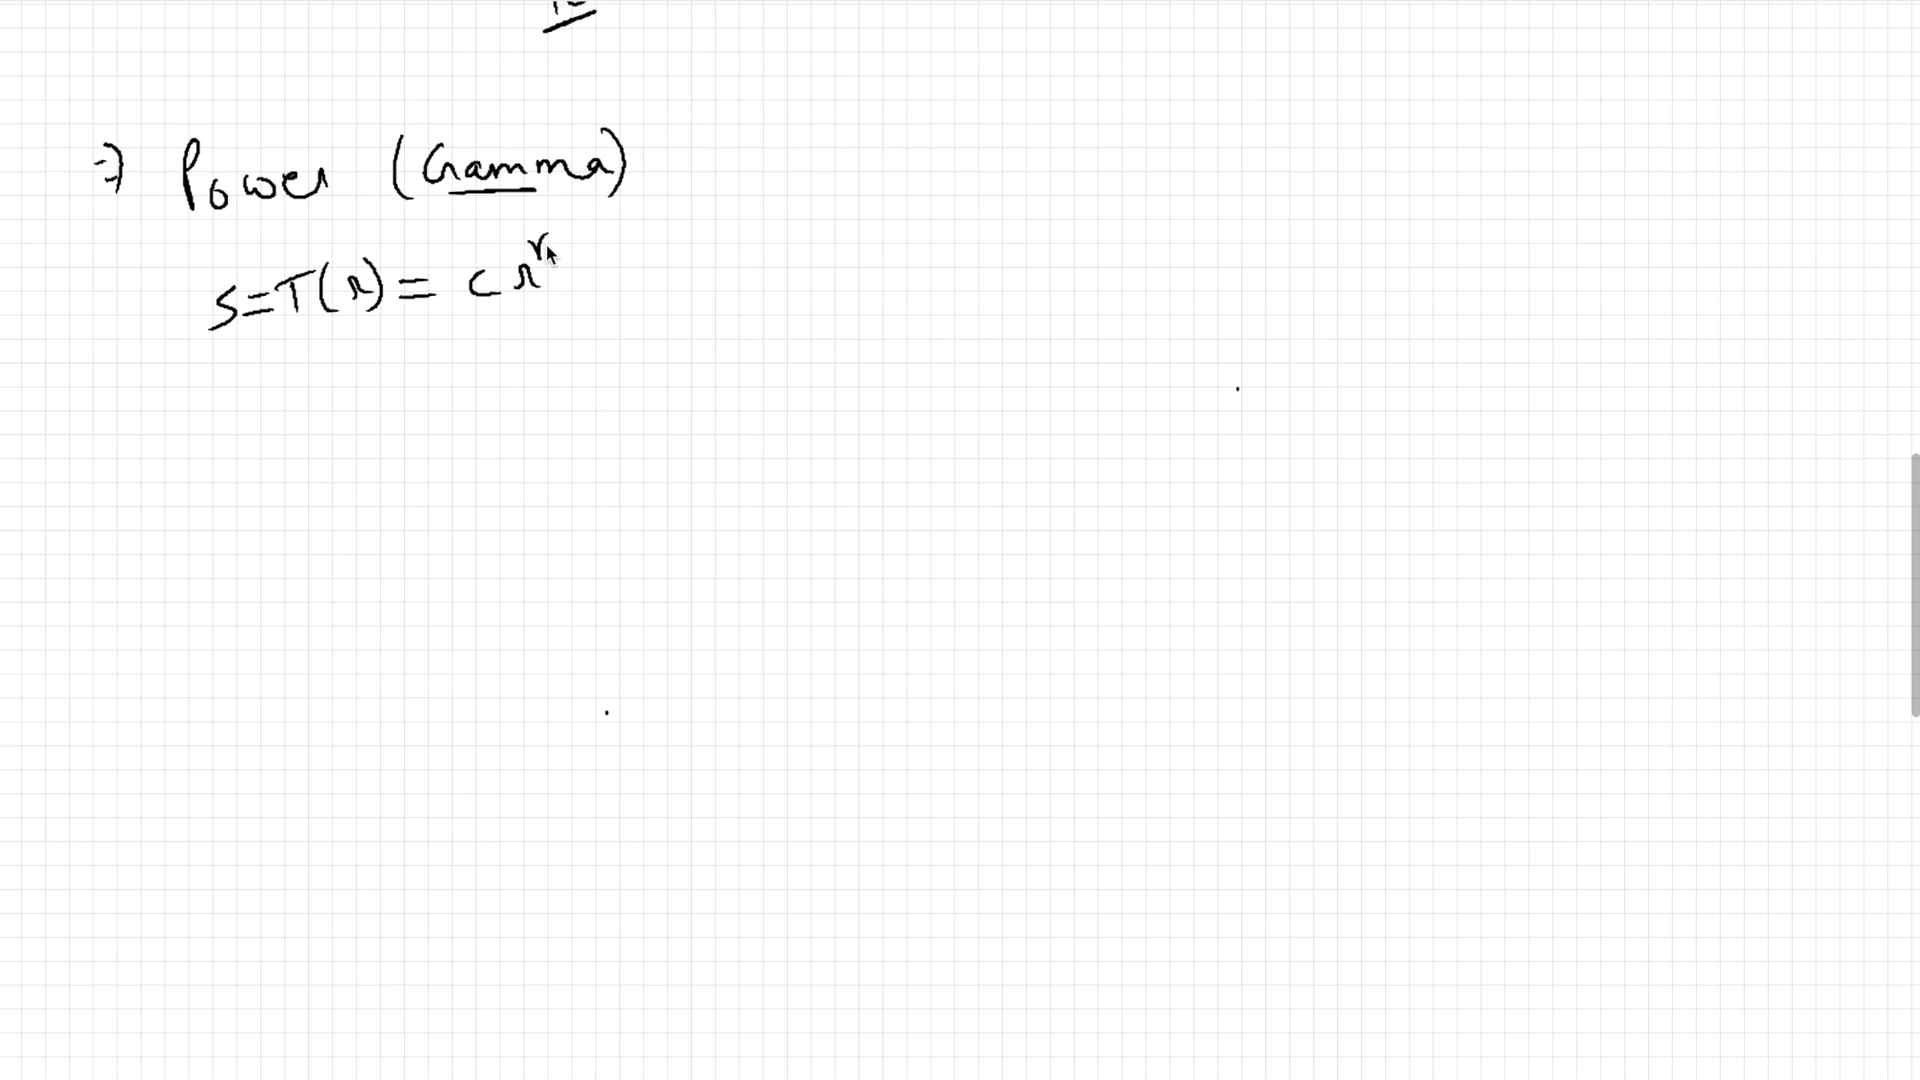 ⇒ Power (Gamma)
S=T(r)= c r^γ